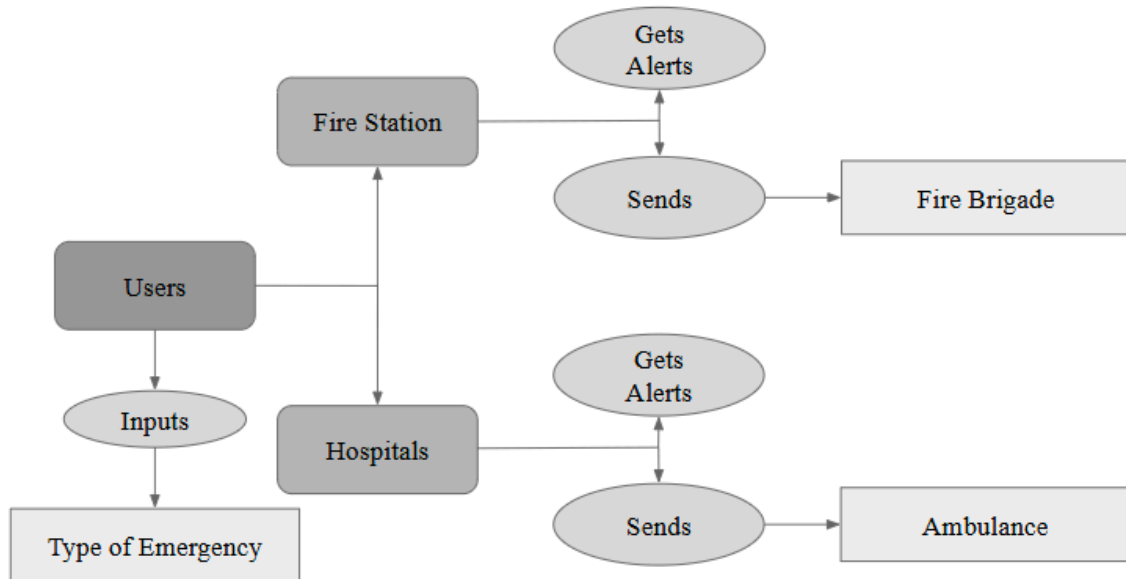 Gets
Alerts
Fire Station
Sends
Fire Brigade
Users
Inputs
Type of Emergency
Gets
Alerts
Hospitals
Sends
Ambulance